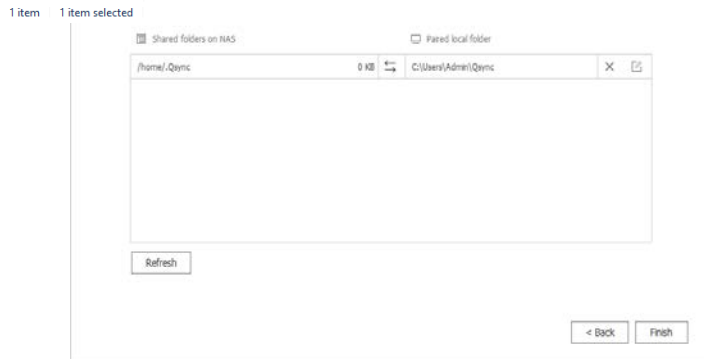 1 item 1 item selected
Shared folders on NAS Paired local folder
/home/.Qsync 0 KB C:\Users\Admin\Qsync
Refresh
< Back Finish